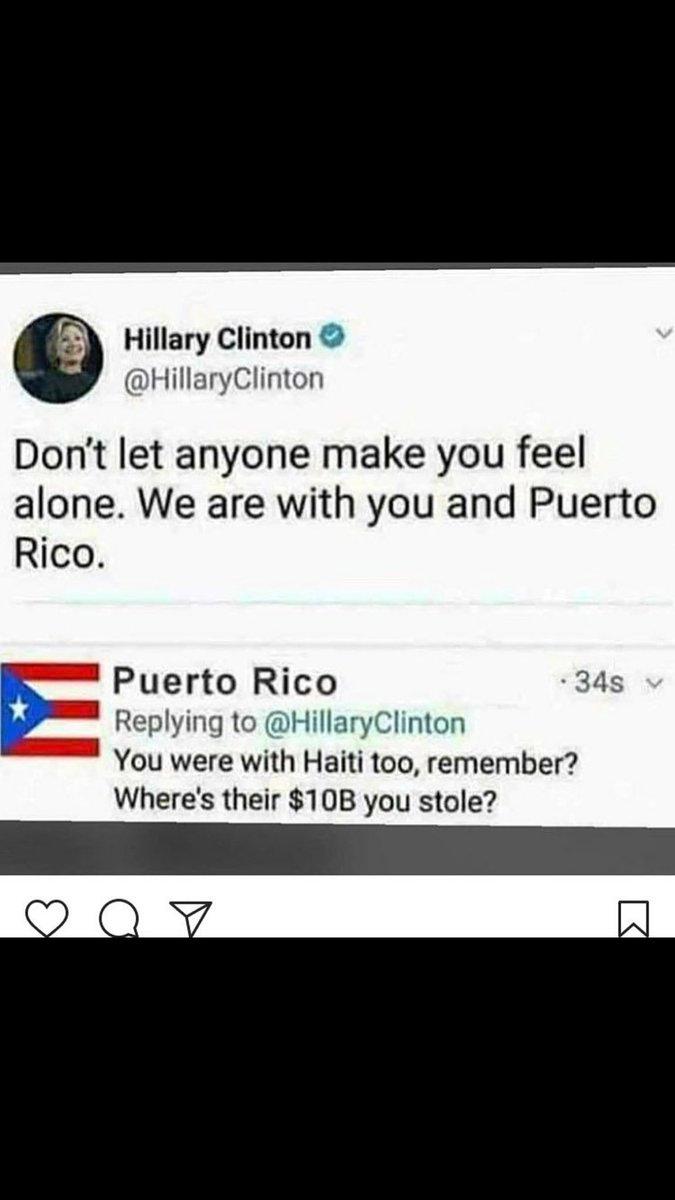 Hillary Clinton
@HillaryClinton
Don't let anyone make you feel
alone. We are with you and Puerto
Rico.
Puerto Rico
· 34s
Replying to @HillaryClinton
You were with Haiti too, remember?
Where's their $10B you stole?